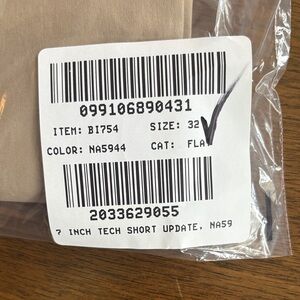 099106890431
ITEM: BI754 SIZE: 32
COLOR: NA5944 CAT: FLA
2033629055
7 INCH TECH SHORT UPDATE, NA59